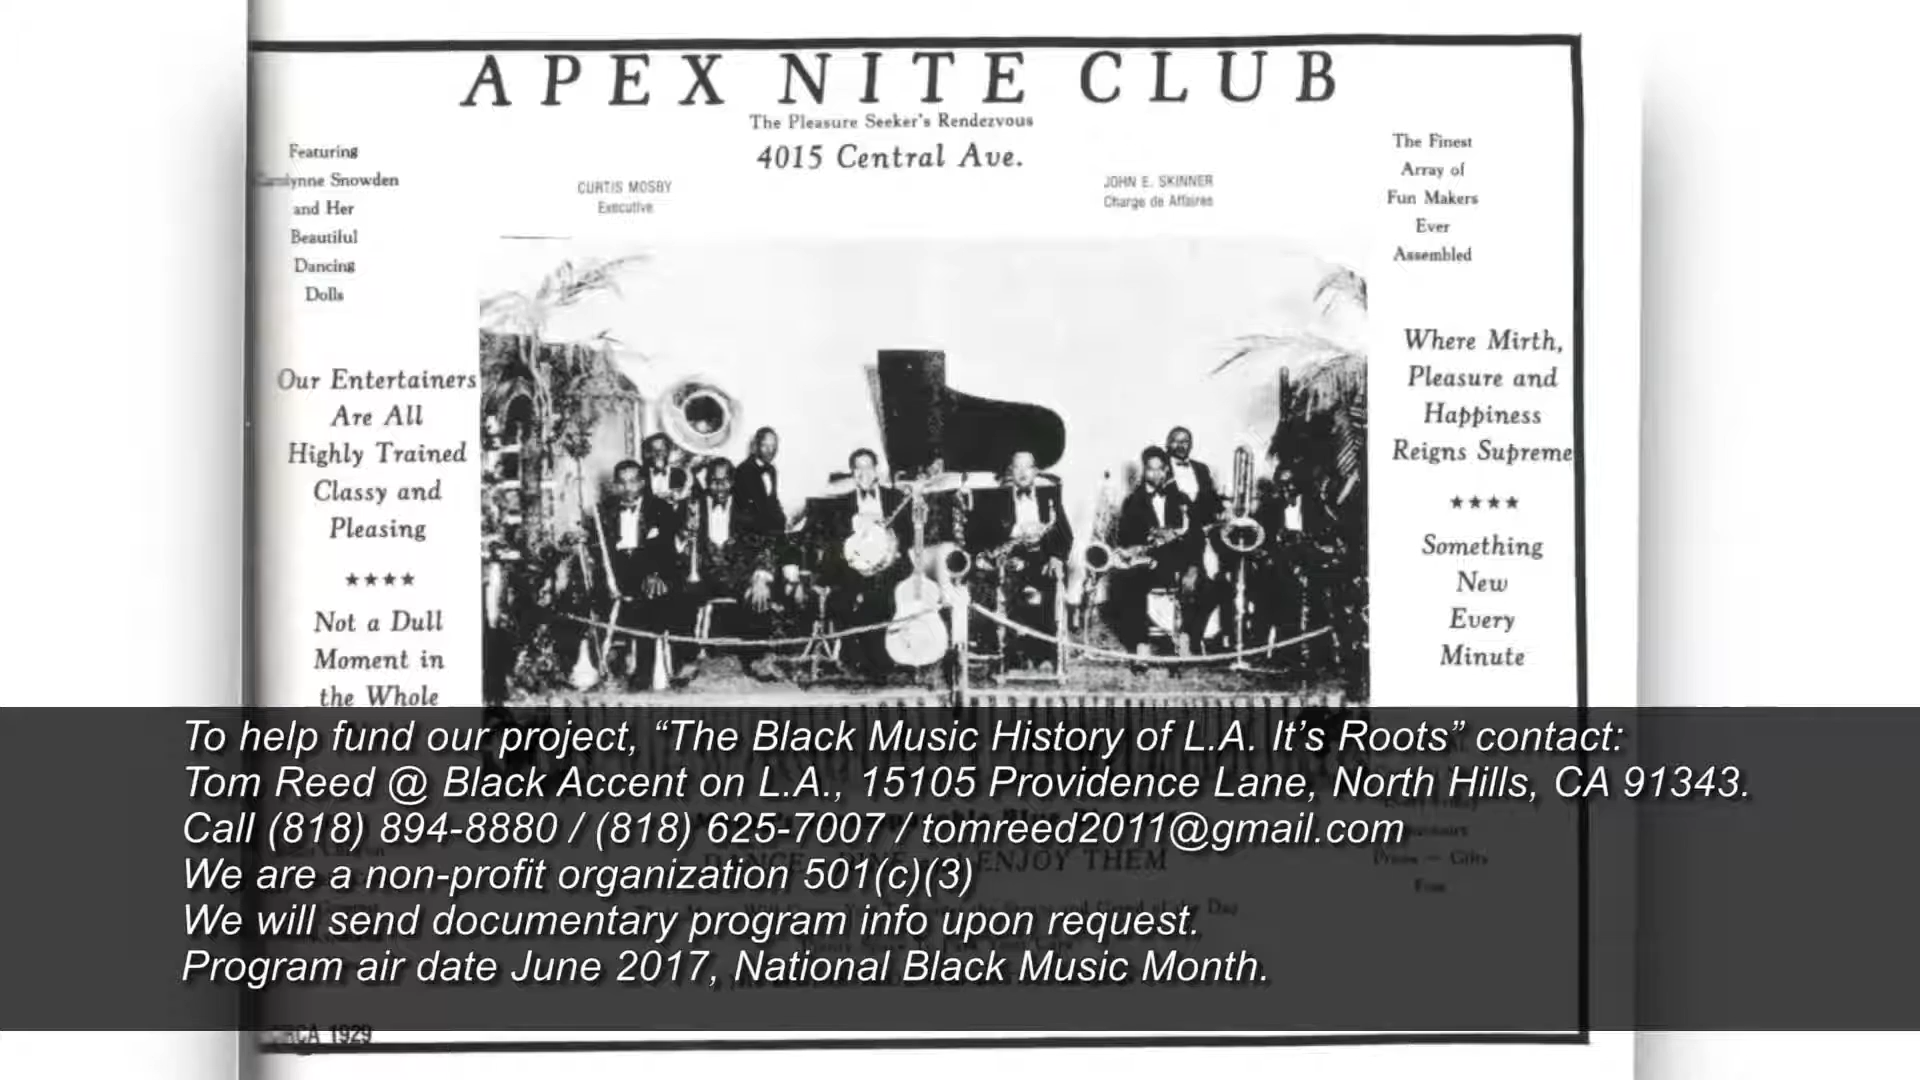 APEX NITE CLUB
The Pleasure Seeker's Rendezvous
4015 Central Ave.
CURTIS MOSBY
Executive
JOHN E. SKINNER
Charge de Affaires
Featuring
Snowden
and Her
Beautiful
Dancing
Dolls
Our Entertainers
Are All
Highly Trained
Classy and
Pleasing
★★★★
Not a Dull
Moment in
the Whole
The Finest
Array of
Fun Makers
Ever
Assembled
Where Mirth,
Pleasure and
Happiness
Reigns Supreme
★★★★
Something
New
Every
Minute
To help fund our project, “The Black Music History of L.A. It’s Roots” contact:
Tom Reed @ Black Accent on L.A., 15105 Providence Lane, North Hills, CA 91343.
Call (818) 894-8880 / (818) 625-7007 / tomreed2011@gmail.com
We are a non-profit organization 501(c)(3)
We will send documentary program info upon request.
Program air date June 2017, National Black Music Month.
ENJOY THEM
1929